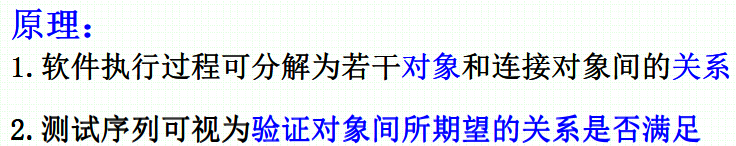 原理：
1.软件执行过程可分解为若干对象和连接对象间的关系
2.测试序列可视为验证对象间所期望的关系是否满足